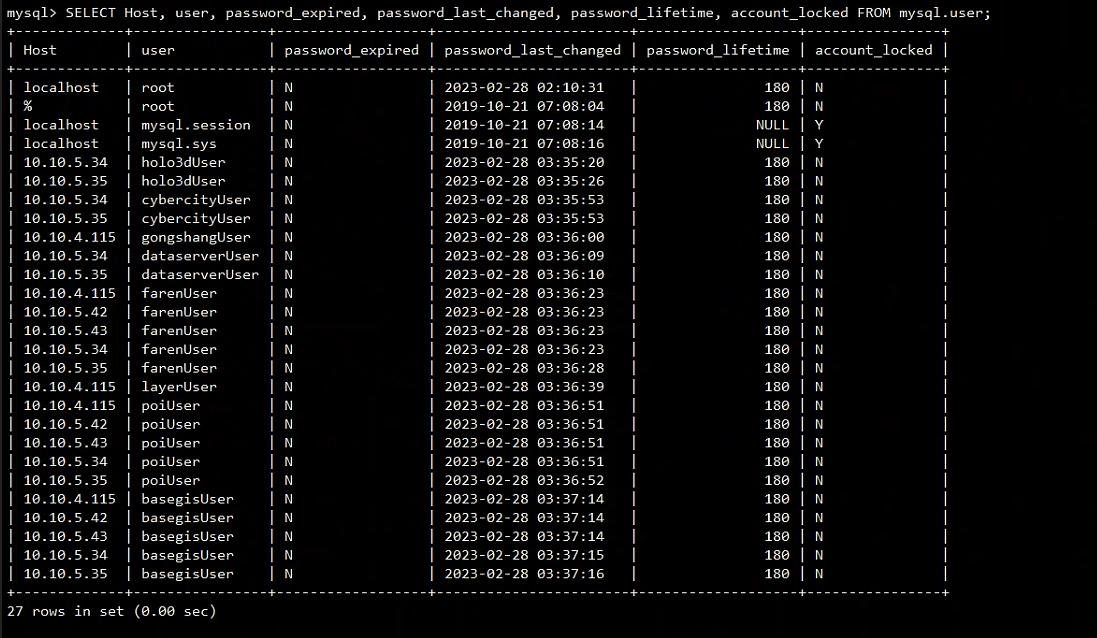 mysql> SELECT Host, user, password_expired, password_last_changed, password_lifetime, account_locked FROM mysql.user;
+-------------+----------------+------------------+-----------------------+-------------------+----------------+
| Host        | user           | password_expired | password_last_changed | password_lifetime | account_locked |
+-------------+----------------+------------------+-----------------------+-------------------+----------------+
| localhost   | root           | N                | 2023-02-28 02:10:31   |               180 | N              |
| %           | root           | N                | 2019-10-21 07:08:04   |               180 | N              |
| localhost   | mysql.session  | N                | 2019-10-21 07:08:14   |              NULL | Y              |
| localhost   | mysql.sys      | N                | 2019-10-21 07:08:16   |              NULL | Y              |
| 10.10.5.34  | holo3dUser     | N                | 2023-02-28 03:35:20   |               180 | N              |
| 10.10.5.35  | holo3dUser     | N                | 2023-02-28 03:35:26   |               180 | N              |
| 10.10.5.34  | cybercityUser  | N                | 2023-02-28 03:35:53   |               180 | N              |
| 10.10.5.35  | cybercityUser  | N                | 2023-02-28 03:35:53   |               180 | N              |
| 10.10.4.115 | gongshangUser  | N                | 2023-02-28 03:36:00   |               180 | N              |
| 10.10.5.34  | dataserverUser | N                | 2023-02-28 03:36:09   |               180 | N              |
| 10.10.5.35  | dataserverUser | N                | 2023-02-28 03:36:10   |               180 | N              |
| 10.10.4.115 | farenUser      | N                | 2023-02-28 03:36:23   |               180 | N              |
| 10.10.5.42  | farenUser      | N                | 2023-02-28 03:36:23   |               180 | N              |
| 10.10.5.43  | farenUser      | N                | 2023-02-28 03:36:23   |               180 | N              |
| 10.10.5.34  | farenUser      | N                | 2023-02-28 03:36:23   |               180 | N              |
| 10.10.5.35  | farenUser      | N                | 2023-02-28 03:36:28   |               180 | N              |
| 10.10.4.115 | layerUser      | N                | 2023-02-28 03:36:39   |               180 | N              |
| 10.10.4.115 | poiUser        | N                | 2023-02-28 03:36:51   |               180 | N              |
| 10.10.5.42  | poiUser        | N                | 2023-02-28 03:36:51   |               180 | N              |
| 10.10.5.43  | poiUser        | N                | 2023-02-28 03:36:51   |               180 | N              |
| 10.10.5.34  | poiUser        | N                | 2023-02-28 03:36:51   |               180 | N              |
| 10.10.5.35  | poiUser        | N                | 2023-02-28 03:36:52   |               180 | N              |
| 10.10.4.115 | basegisUser    | N                | 2023-02-28 03:37:14   |               180 | N              |
| 10.10.5.42  | basegisUser    | N                | 2023-02-28 03:37:14   |               180 | N              |
| 10.10.5.43  | basegisUser    | N                | 2023-02-28 03:37:14   |               180 | N              |
| 10.10.5.34  | basegisUser    | N                | 2023-02-28 03:37:15   |               180 | N              |
| 10.10.5.35  | basegisUser    | N                | 2023-02-28 03:37:16   |               180 | N              |
+-------------+----------------+------------------+-----------------------+-------------------+----------------+
27 rows in set (0.00 sec)